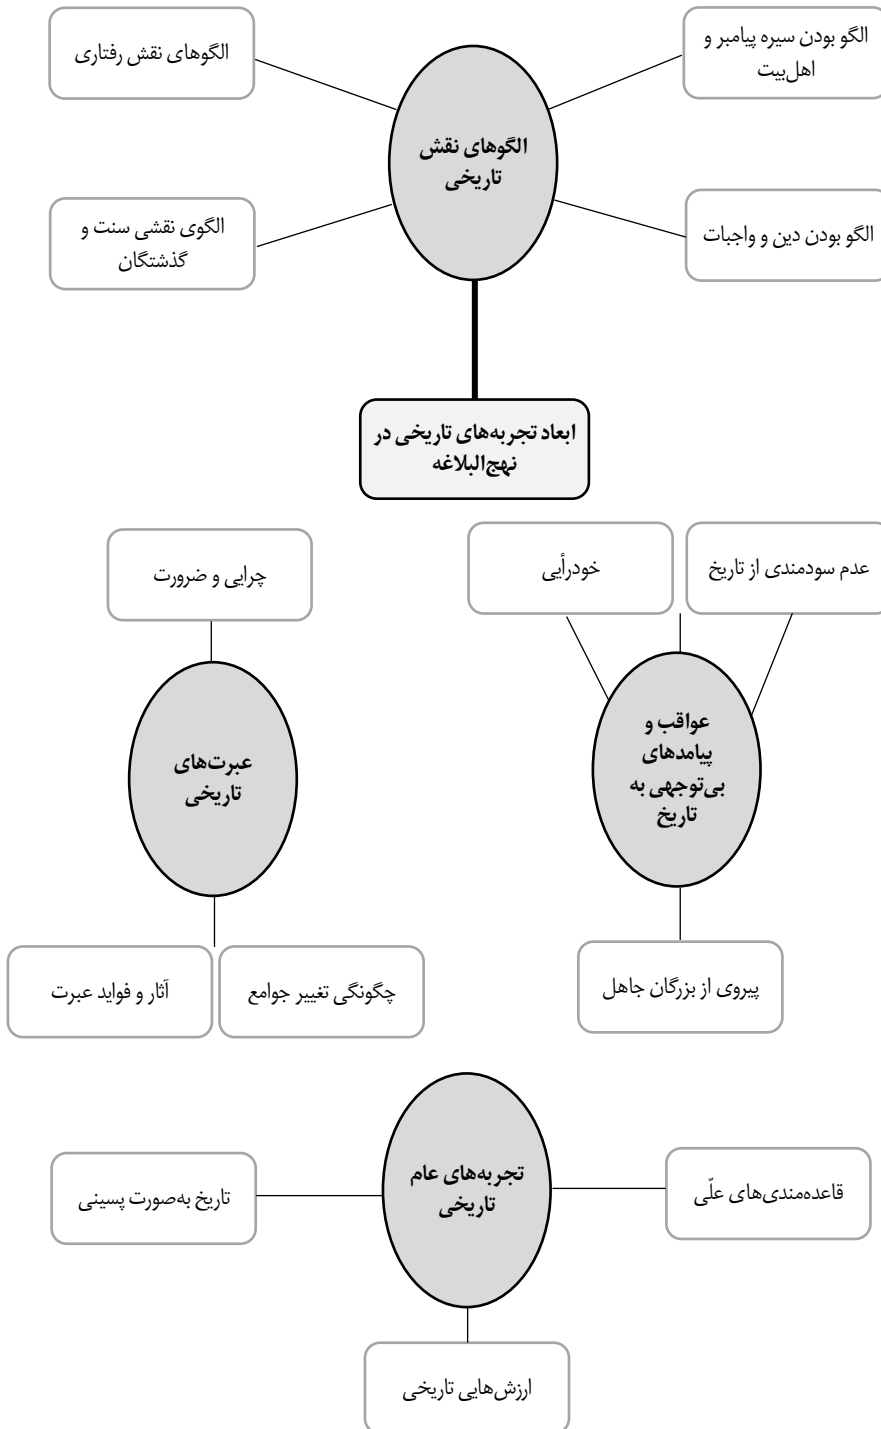 الگو بودن سیره پیامبر و
اهل‌بیت
الگوهای نقش رفتاری
الگوهای نقش
تاریخی
الگو بودن دین و واجبات
الگوی نقشی سنت و
گذشتگان
ابعاد تجربه‌های تاریخی در
نهج‌البلاغه
عدم سودمندی از تاریخ
خودرأیی
چرایی و ضرورت
عواقب و
پیامدهای
بی‌توجهی به
تاریخ
عبرت‌های
تاریخی
پیروی از بزرگان جاهل
چگونگی تغییر جوامع
آثار و فواید عبرت
تجربه‌های عام
تاریخی
قاعده‌مندی‌های علّی
تاریخ به‌صورت پسینی
ارزش‌هایی تاریخی